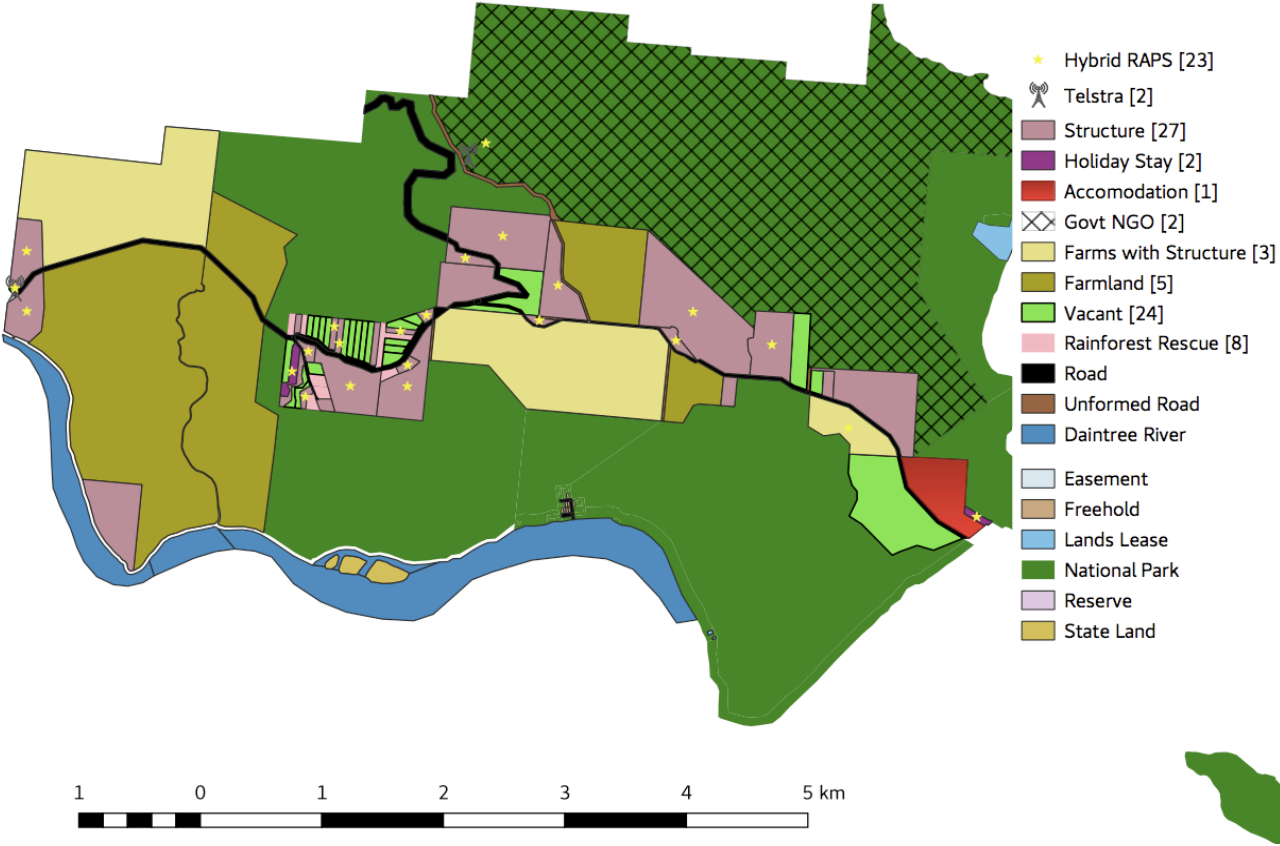 Hybrid RAPS [23]
Telstra [2]
Structure [27]
Holiday Stay [2]
Accomodation [1]
Govt NGO [2]
Farms with Structure [3]
Farmland [5]
Vacant [24]
Rainforest Rescue [8]
Road
Unformed Road
Daintree River
Easement
Freehold
Lands Lease
National Park
Reserve
State Land
1 0 1 2 3 4 5 km